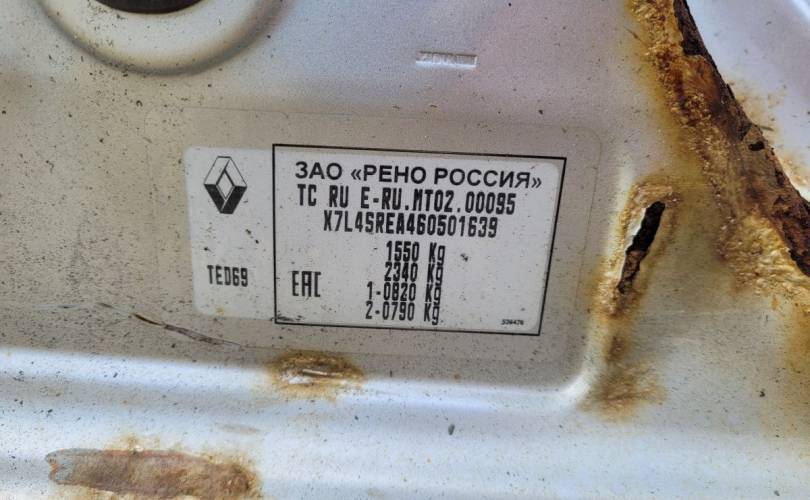 ЗАО «РЕНО РОССИЯ»
TC RU E-RU.MT02.00095
X7L4SREA460501639
1550 Kg
2340 Kg
1-0820 Kg
2-0790 Kg
TED69
EAC